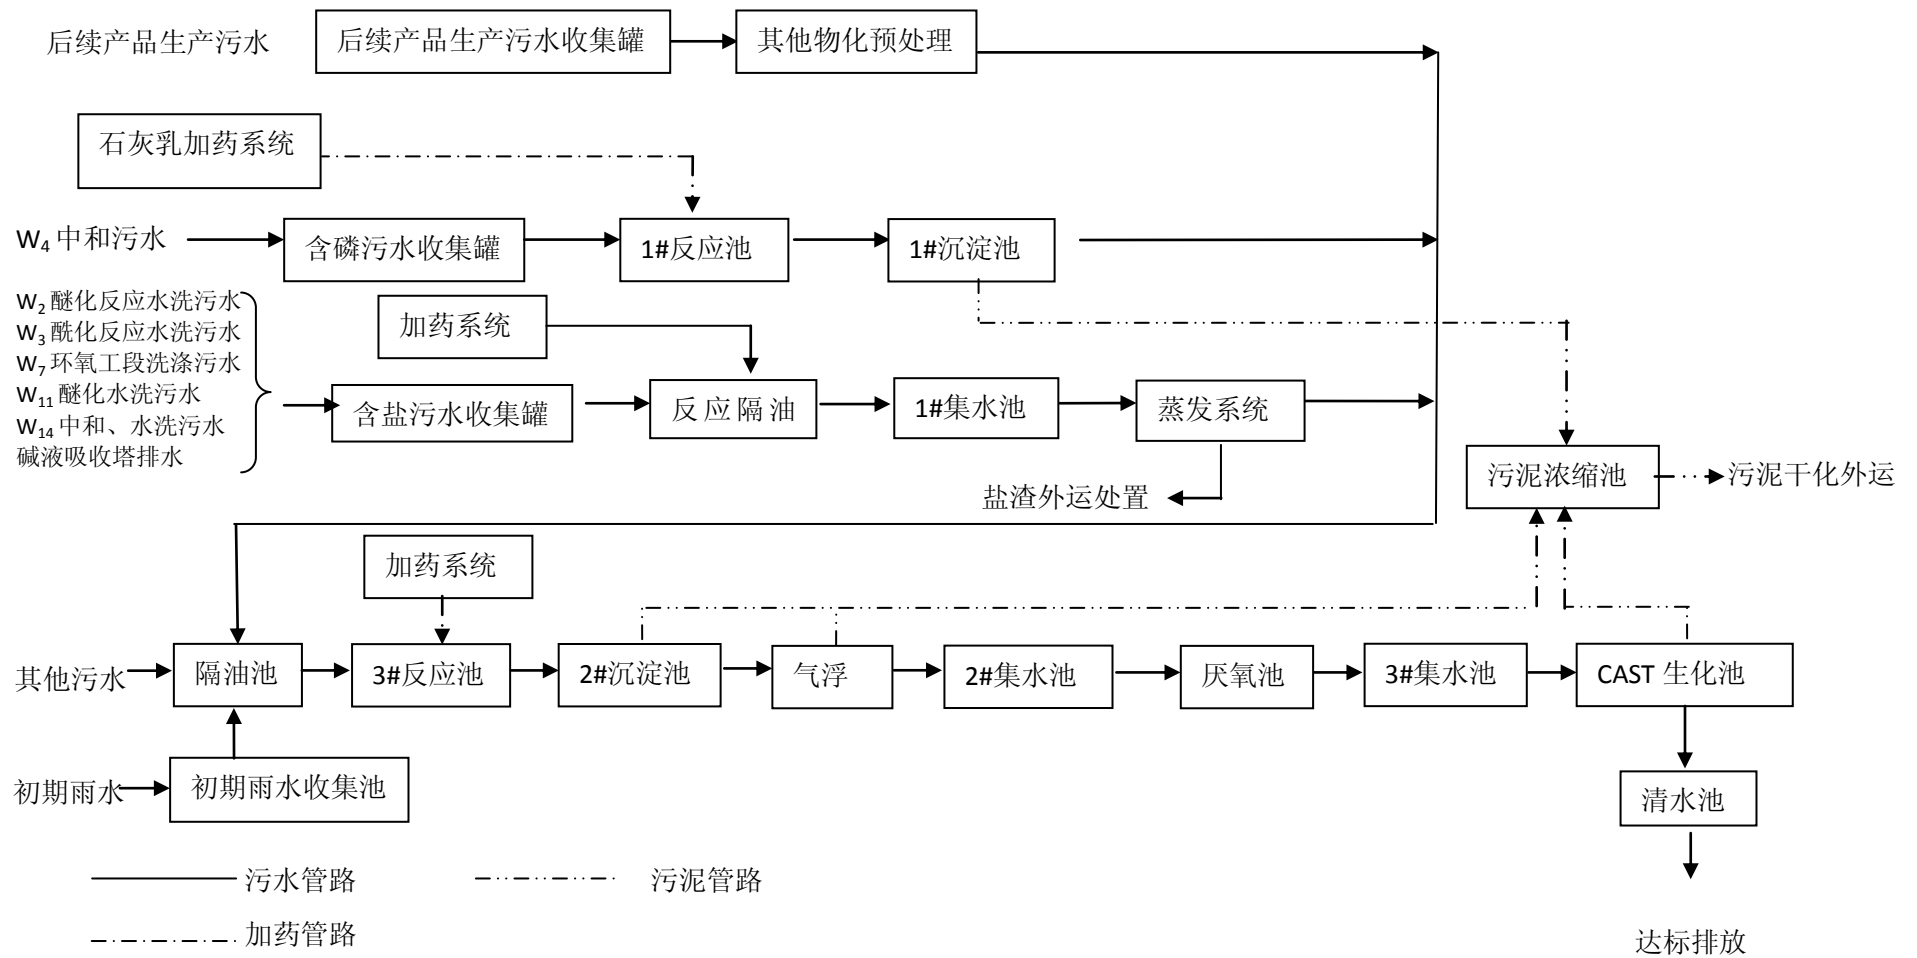 后续产品生产污水
后续产品生产污水收集罐
其他物化预处理
石灰乳加药系统
W₄ 中和污水
含磷污水收集罐
1#反应池
1#沉淀池
W₂ 醚化反应水洗污水
W₃ 酰化反应水洗污水
W₇ 环氧工段洗涤污水
W₁₁ 醚化水洗污水
W₁₄ 中和、水洗污水
碱液吸收塔排水
加药系统
含盐污水收集罐
反应隔油
1#集水池
蒸发系统
盐渣外运处置
污泥浓缩池
污泥干化外运
加药系统
其他污水
隔油池
3#反应池
2#沉淀池
气浮
2#集水池
厌氧池
3#集水池
CAST 生化池
初期雨水
初期雨水收集池
清水池
污水管路
污泥管路
加药管路
达标排放